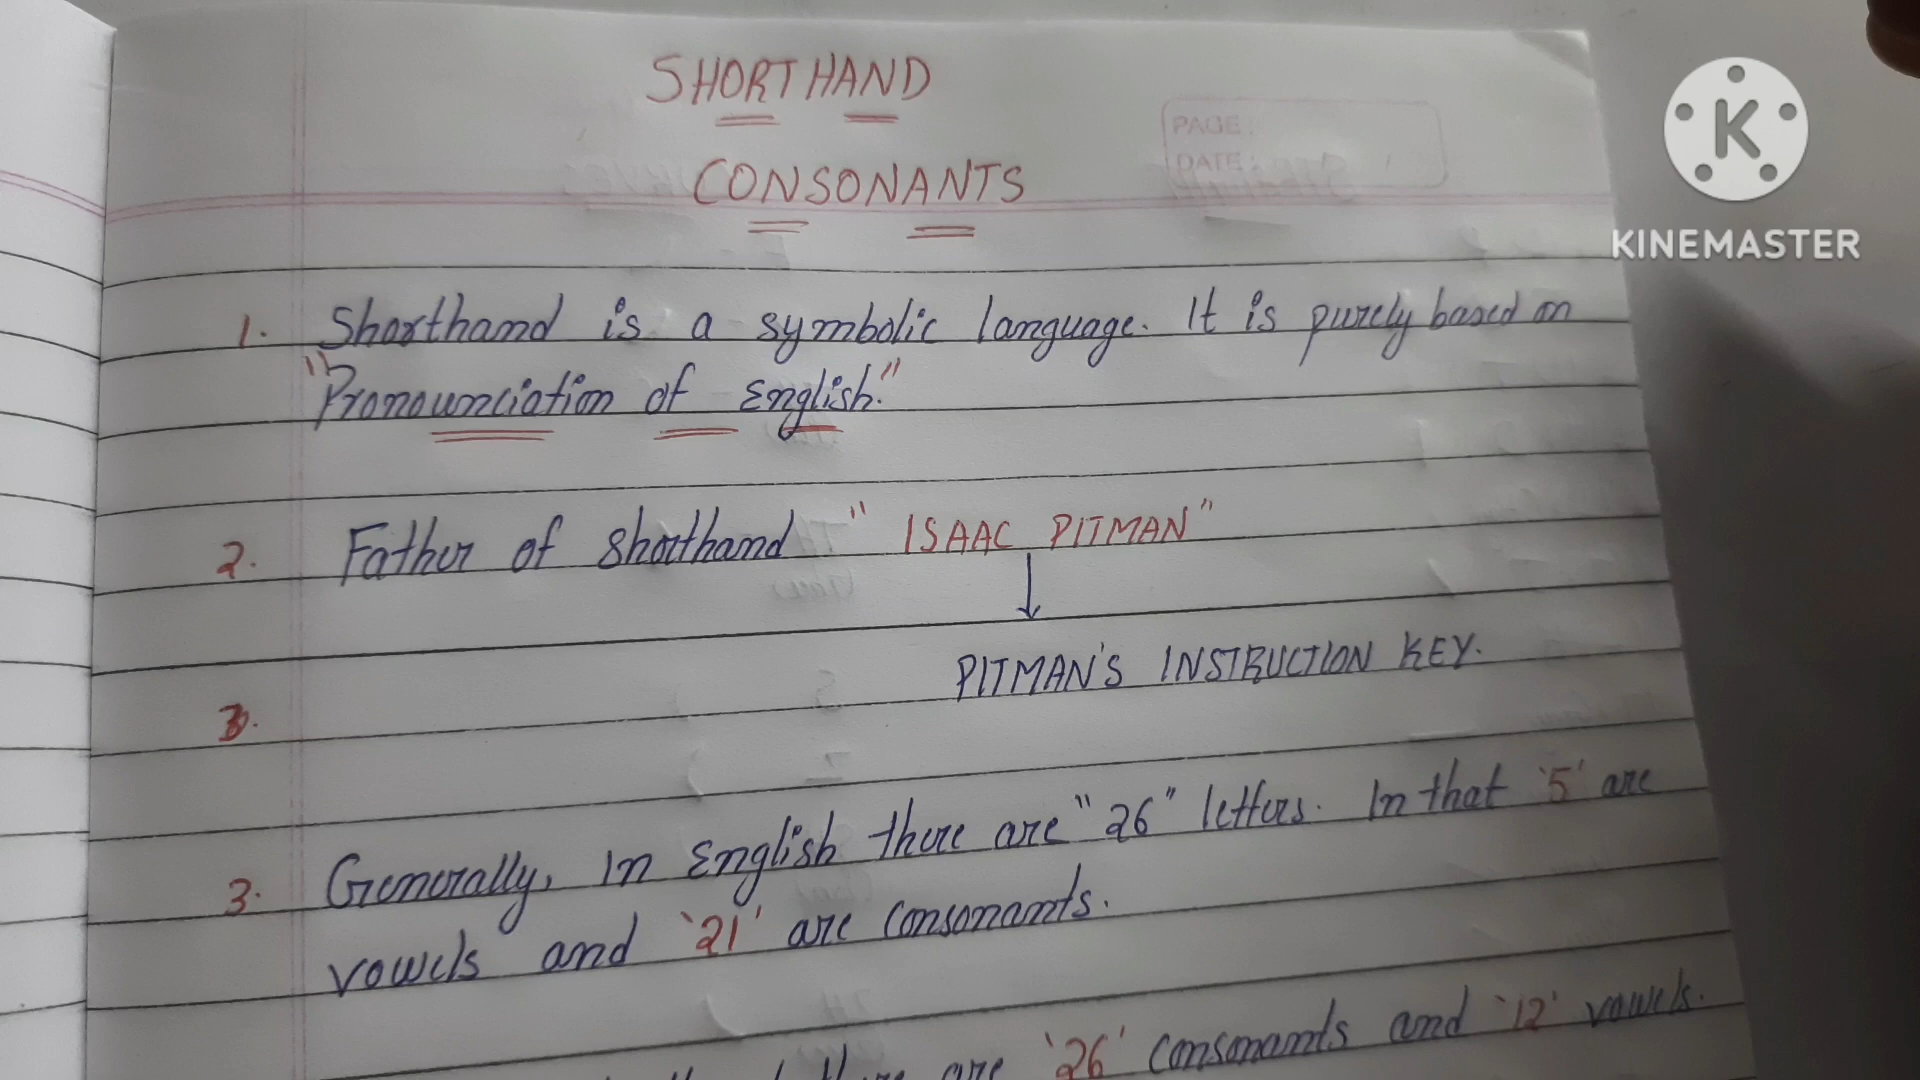 SHORTHAND
CONSONANTS
PAGE:
DATE:
K
KINEMASTER
1. Shorthand is a symbolic language. It is purely based on
"Pronounciation of English."
2. Father of shorthand "ISAAC PITMAN"
PITMAN'S INSTRUCTION KEY.
3.
3. Generally, in English there are "26" letters. In that '5' are
vowels and '21' are consonants.
are '26' consonants and '12' vowels.